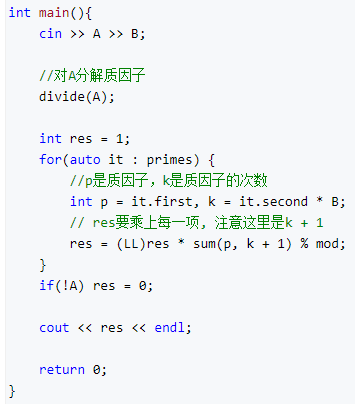 int main(){
    cin >> A >> B;

    //对A分解质因子
    divide(A);

    int res = 1;
    for(auto it : primes) {
        //p是质因子，k是质因子的次数
        int p = it.first, k = it.second * B;
        // res要乘上每一项, 注意这里是k + 1
        res = (LL)res * sum(p, k + 1) % mod;
    }
    if(!A) res = 0;

    cout << res << endl;

    return 0;
}